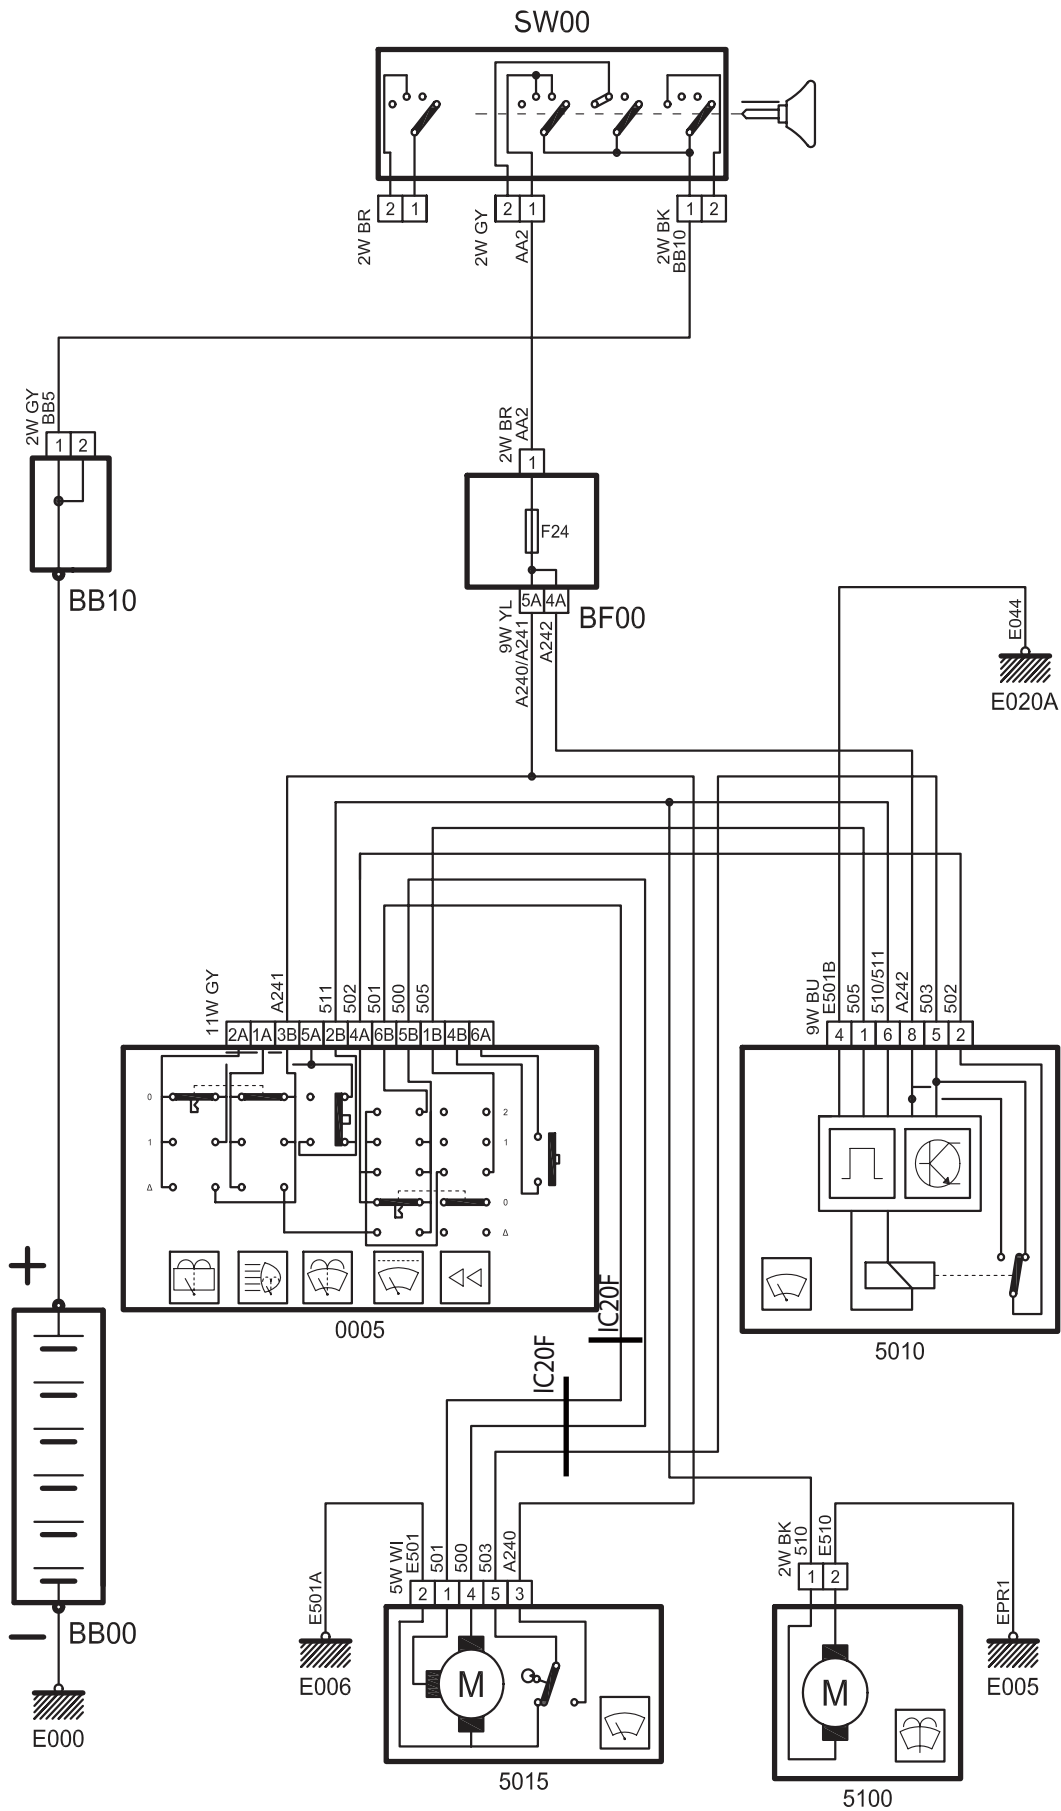 SW00
2 1
2 1
1 2
2W BR
2W GY
AA2
2W BK
BB10
2W GY
BB5
1 2
BB10
2W BR
AA2
1
F24
5A 4A
BF00
9W YL
A240/A241
A242
E044
E020A
11W GY
A241
511
502
501
500
505
2A 1A 3B 5A 2B 4A 6B 5B 1B 4B 6A
0
1
Δ
2
1
0
Δ
0005
9W BU
E501B
505
510/511
A242
503
502
4 1 6 8 5 2
5010
IC20F
IC20F
+
−
BB00
E000
E501A
E006
5W WI
E501
501
500
503
A240
2 1 4 5 3
M
5015
2W BK
510
E510
1 2
M
5100
EPR1
E005